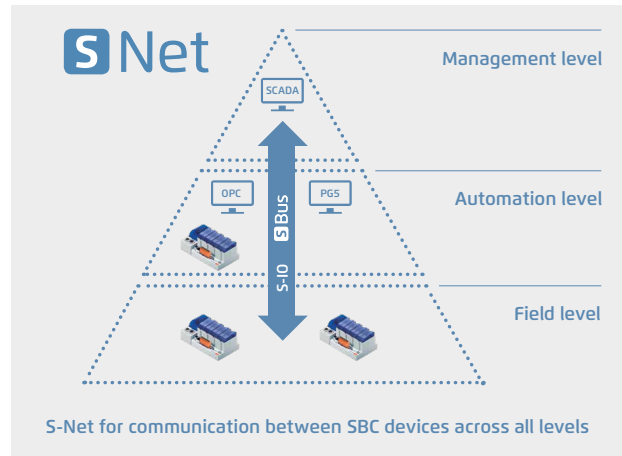 S Net
Management level
SCADA
OPC
PG5
Automation level
S-IO S Bus
Field level
S-Net for communication between SBC devices across all levels